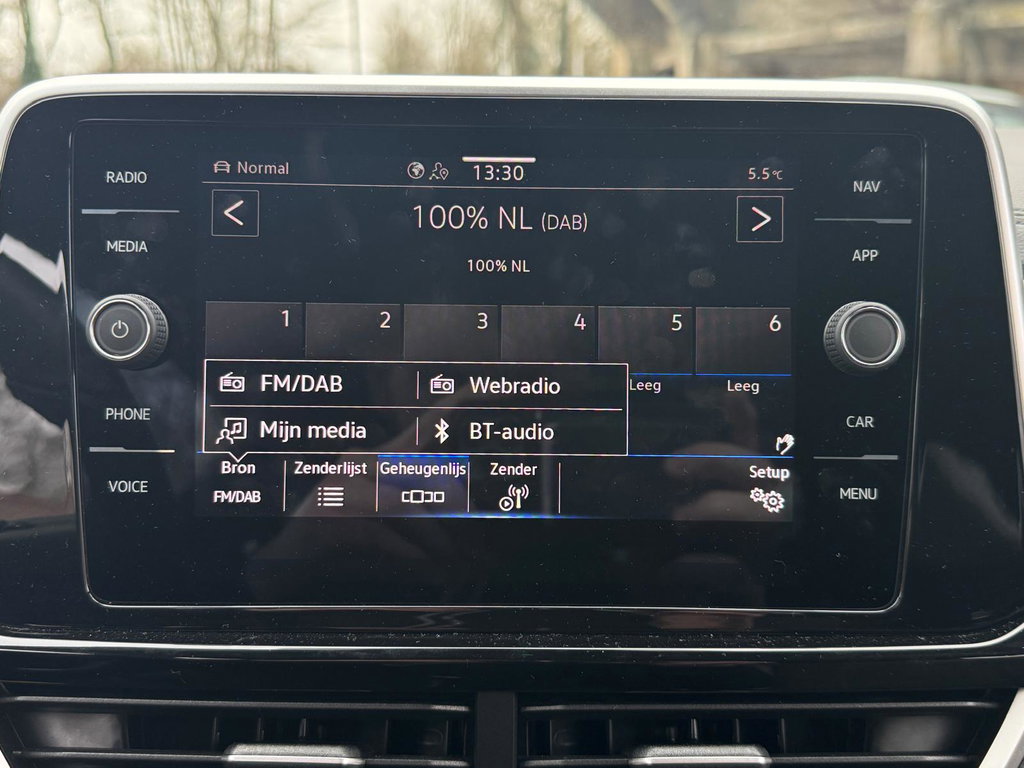 RADIO
MEDIA
PHONE
VOICE
Normal
13:30
5.5°C
100% NL (DAB)
100% NL
1 2 3 4 5 6
Leeg Leeg
FM/DAB Webradio
Mijn media BT-audio
Bron Zenderlijst Geheugenlijs Zender Setup
FM/DAB
NAV
APP
CAR
MENU